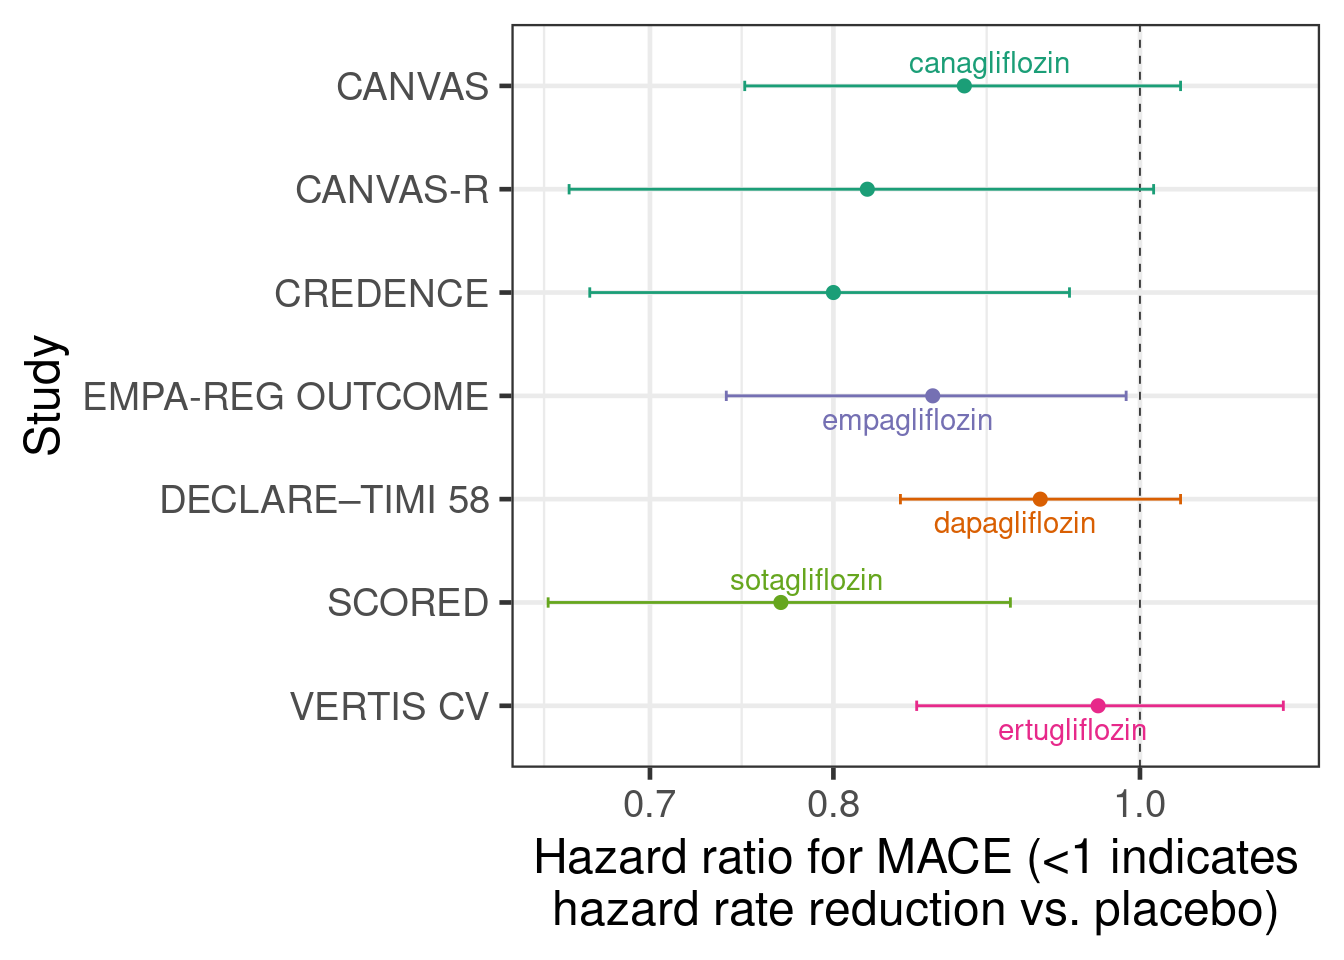 canagliflozin
CANVAS
CANVAS-R
CREDENCE
EMPA-REG OUTCOME
empagliflozin
DECLARE–TIMI 58
dapagliflozin
sotagliflozin
SCORED
VERTIS CV
ertugliflozin
Study
0.7 0.8 1.0
Hazard ratio for MACE (<1 indicates
hazard rate reduction vs. placebo)